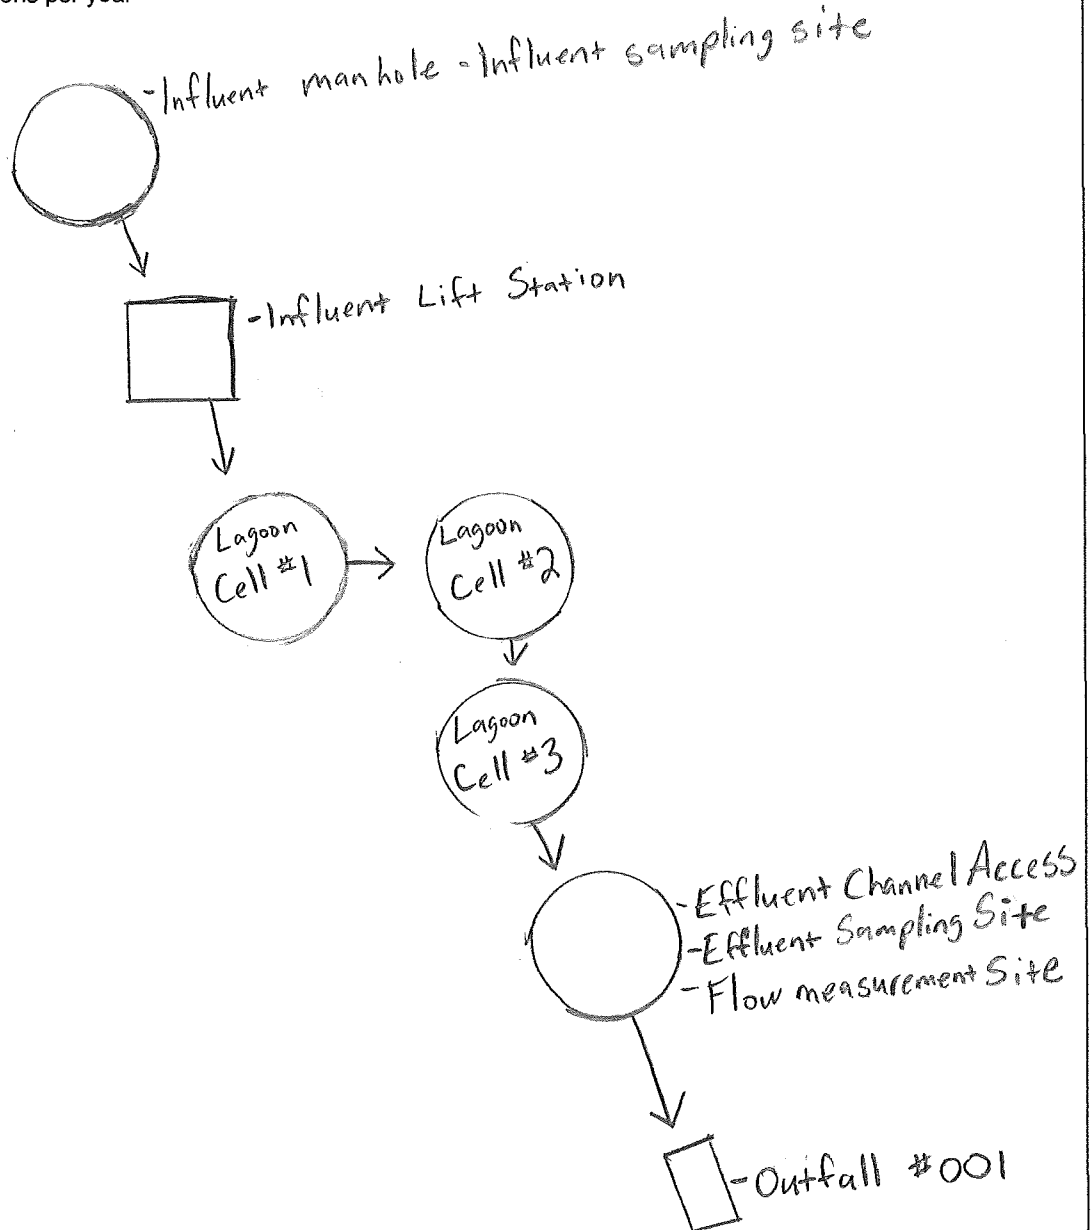 per year
-Influent manhole - Influent sampling site
-Influent Lift Station
Lagoon
Cell #1
Lagoon
Cell #2
Lagoon
Cell #3
-Effluent Channel Access
-Effluent Sampling Site
-Flow measurement Site
-Outfall #001